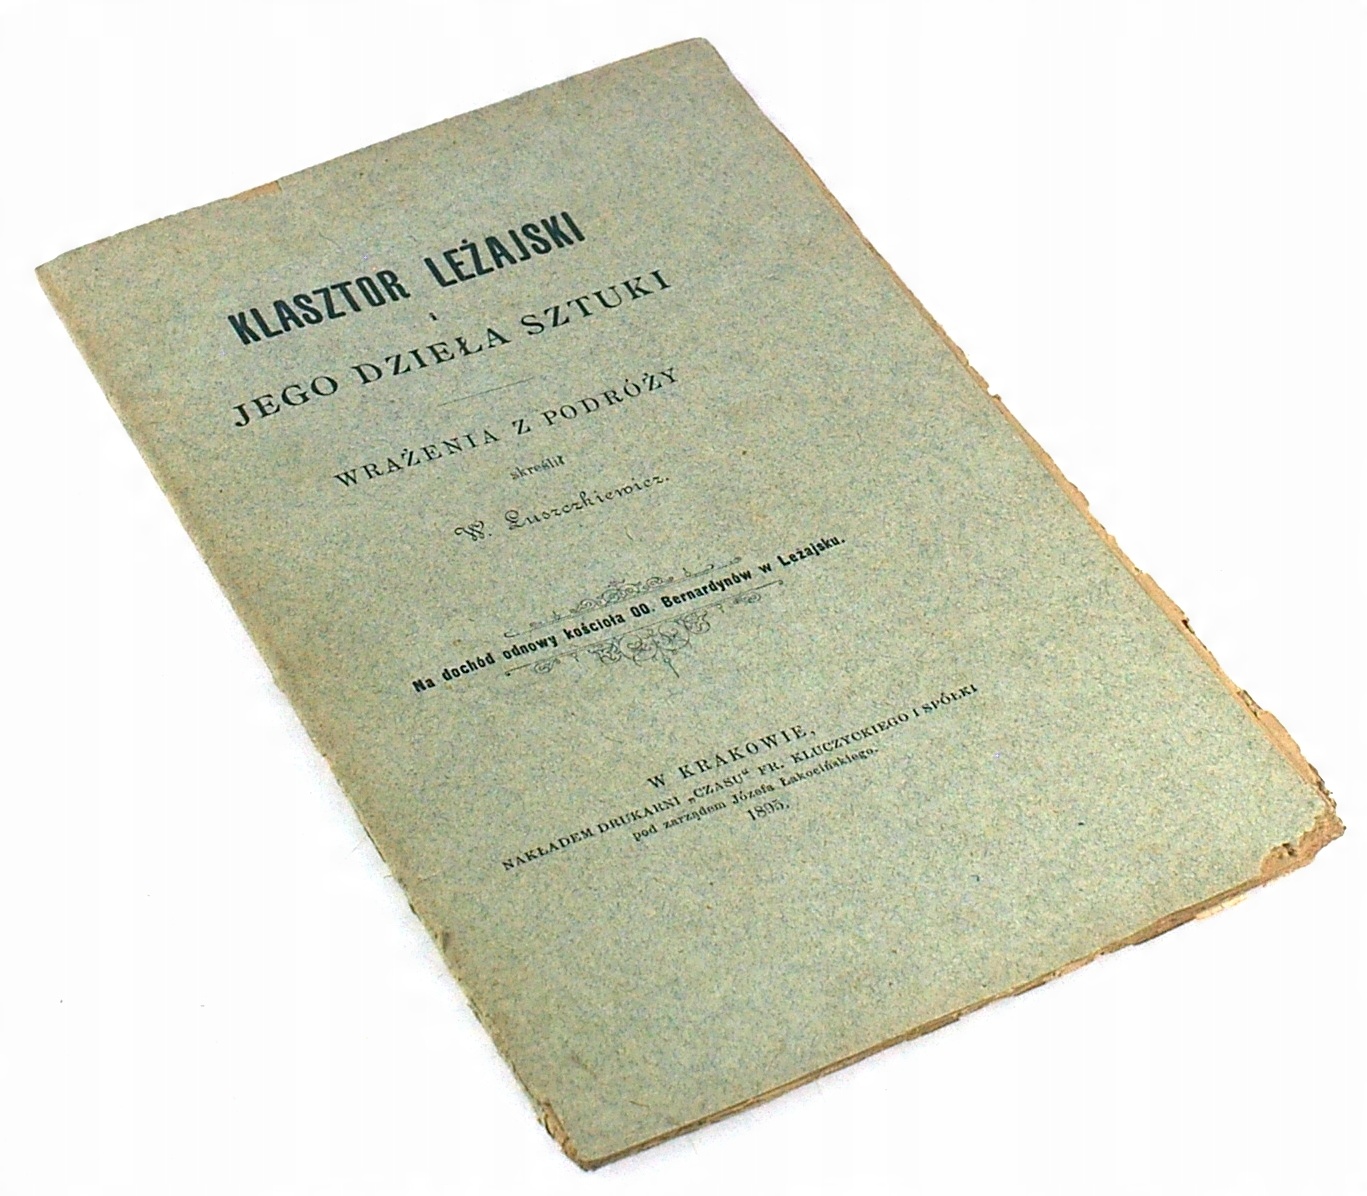 KLASZTOR LEŻAJSKI
i
JEGO DZIEŁA SZTUKI
WRAŻENIA Z PODRÓŻY
skreślił
W. Łuszczkiewicz.
Na dochód odnowy kościoła OO. Bernardynów w Leżajsku.
W KRAKOWIE,
NAKŁADEM DRUKARNI „CZASU“ FR. KLUCZYCKIEGO I SPÓŁKI
pod zarządem Józefa Łakocińskiego.
1895.